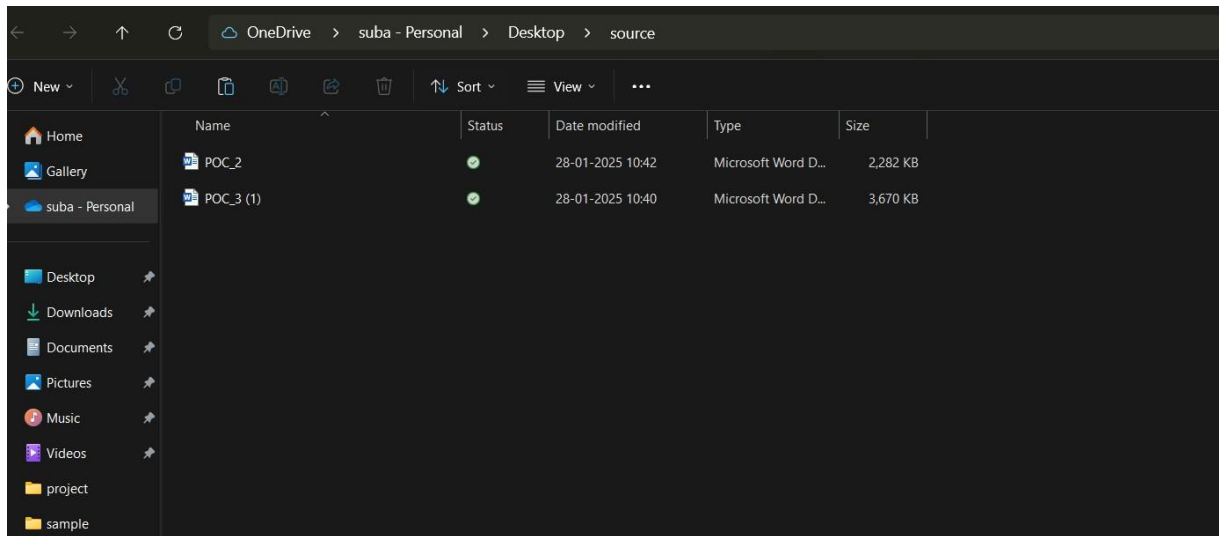 OneDrive > suba - Personal > Desktop > source
New Sort View ...
Name Status Date modified Type Size
POC_2 28-01-2025 10:42 Microsoft Word D... 2,282 KB
POC_3 (1) 28-01-2025 10:40 Microsoft Word D... 3,670 KB
Home
Gallery
suba - Personal
Desktop
Downloads
Documents
Pictures
Music
Videos
project
sample